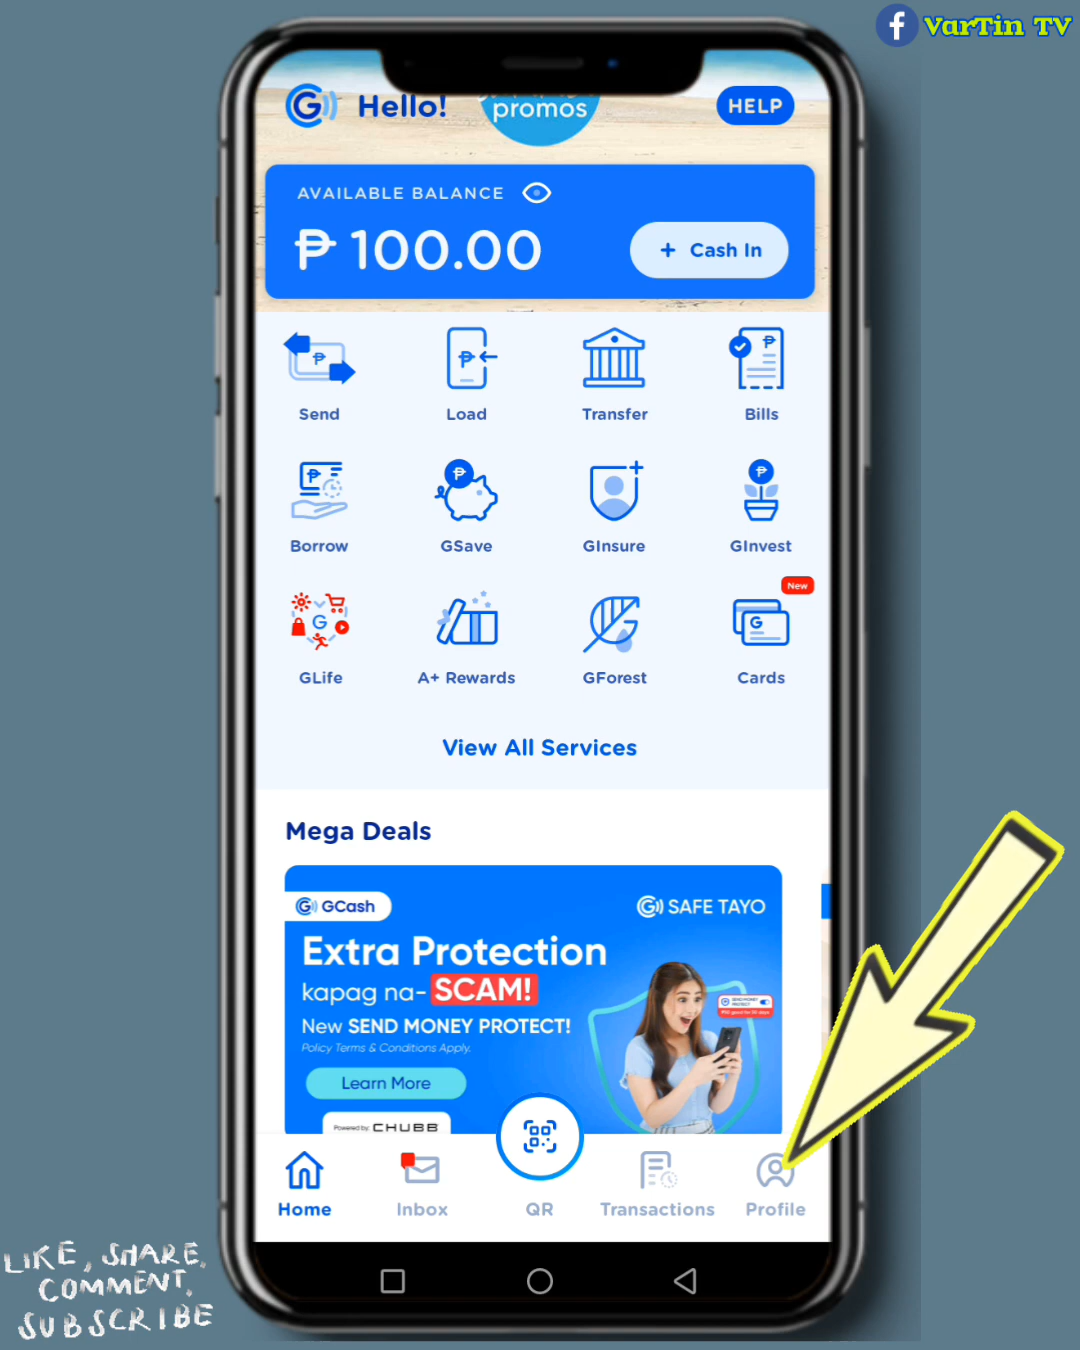 VarTin TV
Hello!
promos
HELP
AVAILABLE BALANCE
₱ 100.00
+ Cash In
Send
Load
Transfer
Bills
Borrow
GSave
GInsure
GInvest
New
GLife
A+ Rewards
GForest
Cards
View All Services
Mega Deals
GCash
SAFE TAYO
Extra Protection
kapag na- SCAM!
New SEND MONEY PROTECT!
Policy Terms & Conditions Apply.
SEND MONEY PROTECT
Learn More
Powered by: CHUBB
Home
Inbox
QR
Transactions
Profile
LIKE, SHARE,
COMMENT,
SUBSCRIBE